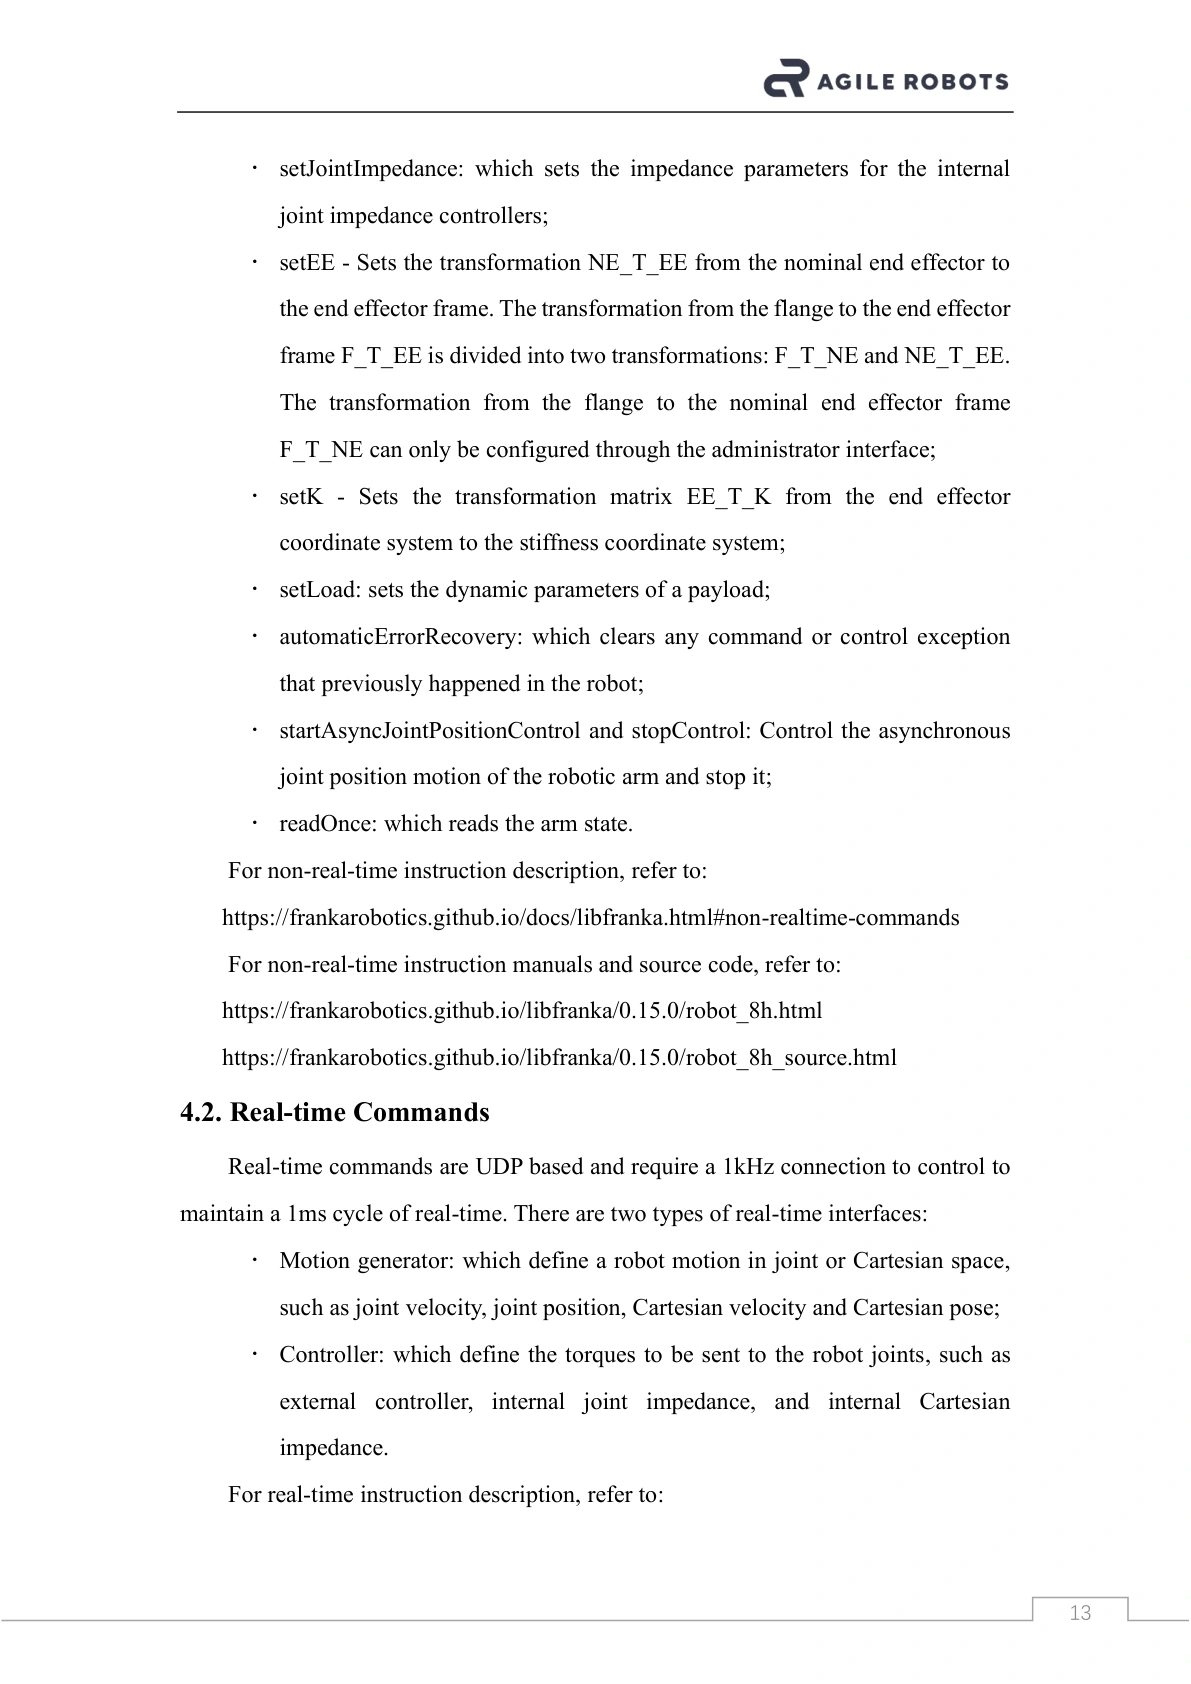 AGILE ROBOTS
· setJointImpedance: which sets the impedance parameters for the internal
joint impedance controllers;
· setEE - Sets the transformation NE_T_EE from the nominal end effector to
the end effector frame. The transformation from the flange to the end effector
frame F_T_EE is divided into two transformations: F_T_NE and NE_T_EE.
The transformation from the flange to the nominal end effector frame
F_T_NE can only be configured through the administrator interface;
· setK - Sets the transformation matrix EE_T_K from the end effector
coordinate system to the stiffness coordinate system;
· setLoad: sets the dynamic parameters of a payload;
· automaticErrorRecovery: which clears any command or control exception
that previously happened in the robot;
· startAsyncJointPositionControl and stopControl: Control the asynchronous
joint position motion of the robotic arm and stop it;
· readOnce: which reads the arm state.
For non-real-time instruction description, refer to:
https://frankarobotics.github.io/docs/libfranka.html#non-realtime-commands
For non-real-time instruction manuals and source code, refer to:
https://frankarobotics.github.io/libfranka/0.15.0/robot_8h.html
https://frankarobotics.github.io/libfranka/0.15.0/robot_8h_source.html
4.2. Real-time Commands
Real-time commands are UDP based and require a 1kHz connection to control to
maintain a 1ms cycle of real-time. There are two types of real-time interfaces:
· Motion generator: which define a robot motion in joint or Cartesian space,
such as joint velocity, joint position, Cartesian velocity and Cartesian pose;
· Controller: which define the torques to be sent to the robot joints, such as
external controller, internal joint impedance, and internal Cartesian
impedance.
For real-time instruction description, refer to:
13